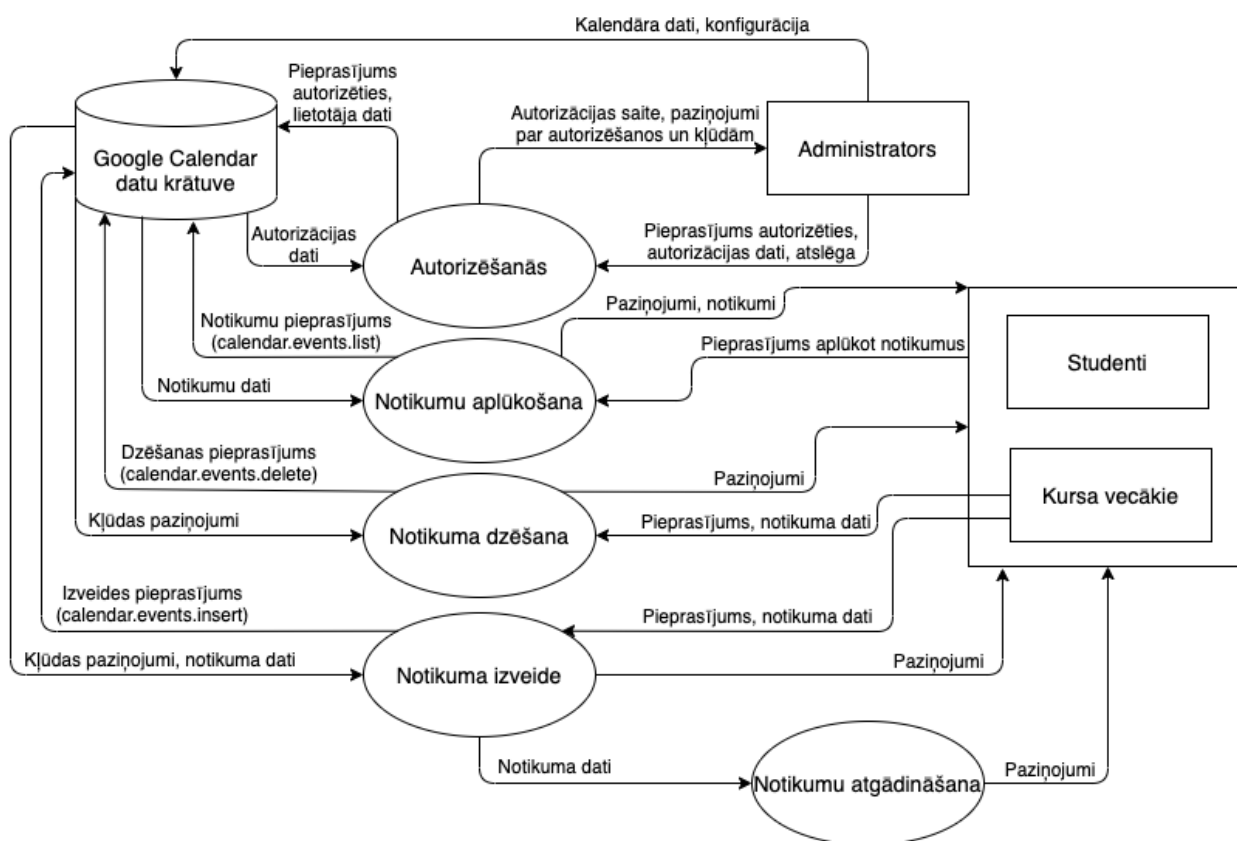 Kalendāra dati, konfigurācija
Pieprasījums
autorizēties,
lietotāja dati
Autorizācijas saite, paziņojumi
par autorizēšanos un kļūdām
Administrators
Google Calendar
datu krātuve
Autorizācijas
dati
Autorizēšanās
Pieprasījums autorizēties,
autorizācijas dati, atslēga
Paziņojumi, notikumi
Notikumu pieprasījums
(calendar.events.list)
Pieprasījums aplūkot notikumus
Studenti
Notikumu dati
Notikumu aplūkošana
Dzēšanas pieprasījums
(calendar.events.delete)
Paziņojumi
Kursa vecākie
Kļūdas paziņojumi
Notikuma dzēšana
Pieprasījums, notikuma dati
Izveides pieprasījums
(calendar.events.insert)
Pieprasījums, notikuma dati
Kļūdas paziņojumi, notikuma dati
Notikuma izveide
Paziņojumi
Notikuma dati
Notikumu atgādināšana
Paziņojumi